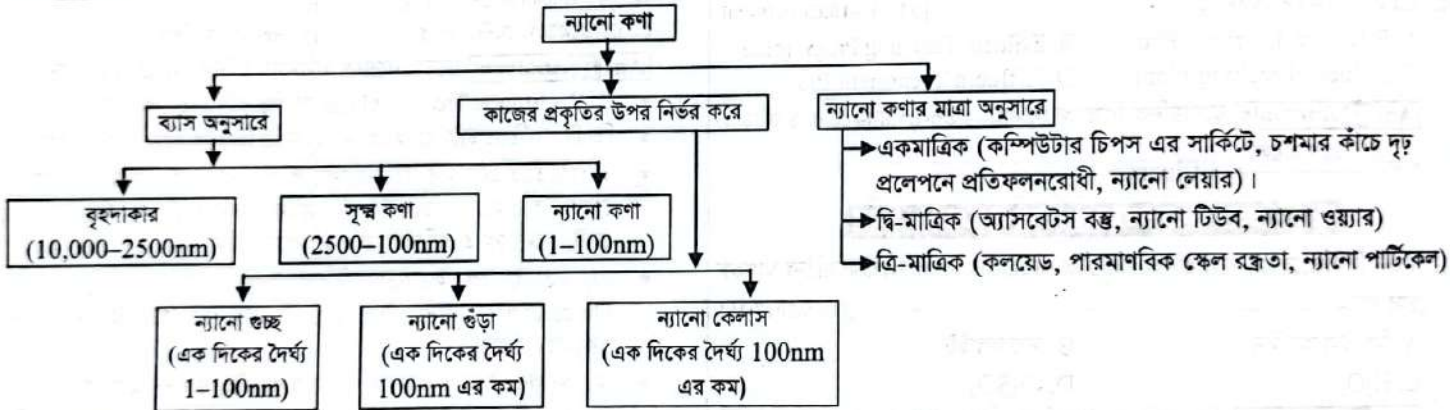 ন্যানো কণা
ব্যাস অনুসারে
কাজের প্রকৃতির উপর নির্ভর করে
ন্যানো কণার মাত্রা অনুসারে
একমাত্রিক (কম্পিউটার চিপস এর সার্কিটে, চশমার কাঁচে দৃঢ়
প্রলেপনে প্রতিফলনরোধী, ন্যানো লেয়ার)।
দ্বি-মাত্রিক (অ্যাসবেটস বস্তু, ন্যানো টিউব, ন্যানো ওয়্যার)
ত্রি-মাত্রিক (কলয়েড, পারমাণবিক স্কেল রন্ধ্রতা, ন্যানো পার্টিকেল)
বৃহদাকার
(10,000–2500nm)
সূক্ষ্ম কণা
(2500–100nm)
ন্যানো কণা
(1–100nm)
ন্যানো গুচ্ছ
(এক দিকের দৈর্ঘ্য
1–100nm)
ন্যানো গুঁড়া
(এক দিকের দৈর্ঘ্য
100nm এর কম)
ন্যানো কেলাস
(এক দিকের দৈর্ঘ্য 100nm
এর কম)